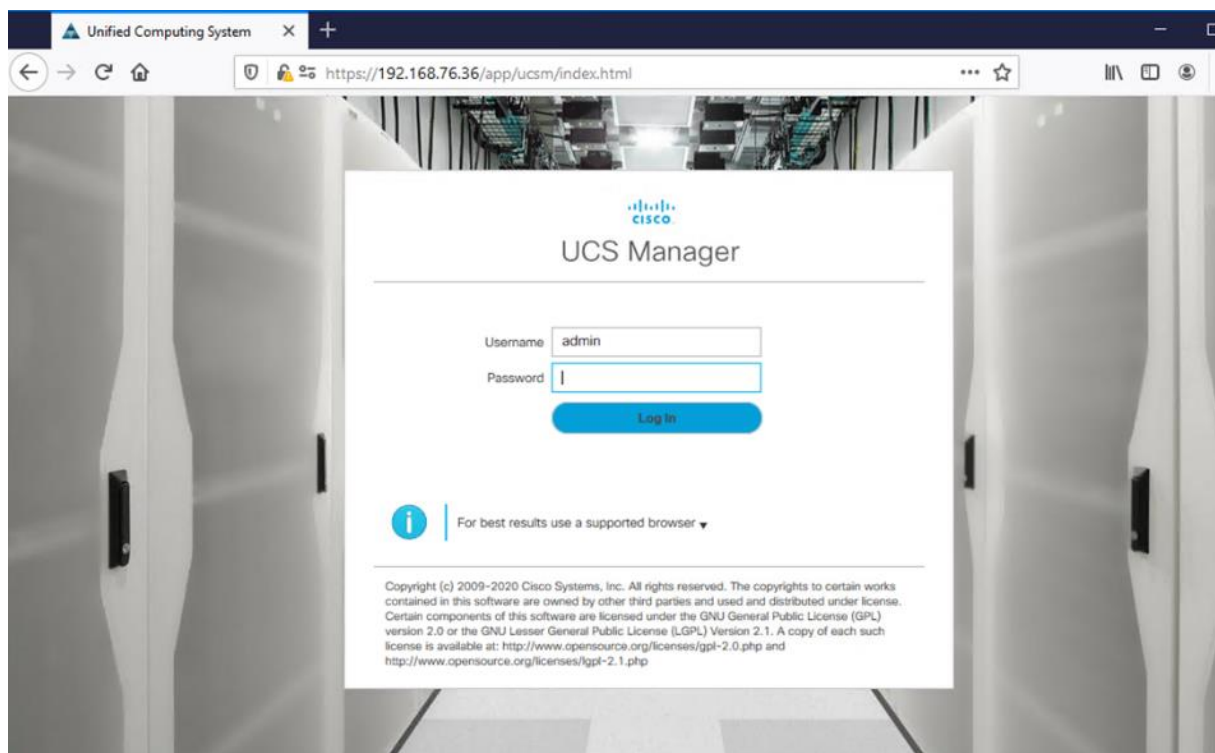 Unified Computing System
https://192.168.76.36/app/ucsm/index.html
CISCO
UCS Manager
Username admin
Password
Log In
For best results use a supported browser
Copyright (c) 2009-2020 Cisco Systems, Inc. All rights reserved. The copyrights to certain works
contained in this software are owned by other third parties and used and distributed under license.
Certain components of this software are licensed under the GNU General Public License (GPL)
version 2.0 or the GNU Lesser General Public License (LGPL) Version 2.1. A copy of each such
license is available at: http://www.opensource.org/licenses/gpl-2.0.php and
http://www.opensource.org/licenses/lgpl-2.1.php